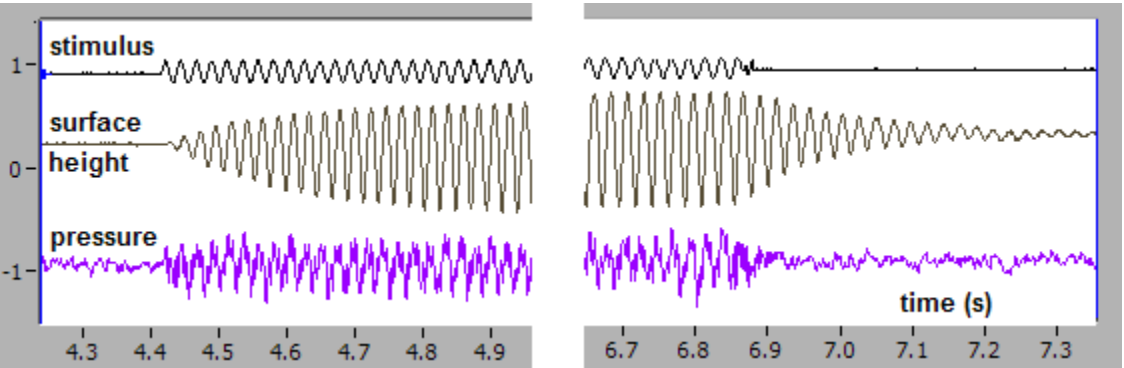 stimulus
1
surface
height
0
pressure
-1
time (s)
4.3 4.4 4.5 4.6 4.7 4.8 4.9 6.7 6.8 6.9 7.0 7.1 7.2 7.3